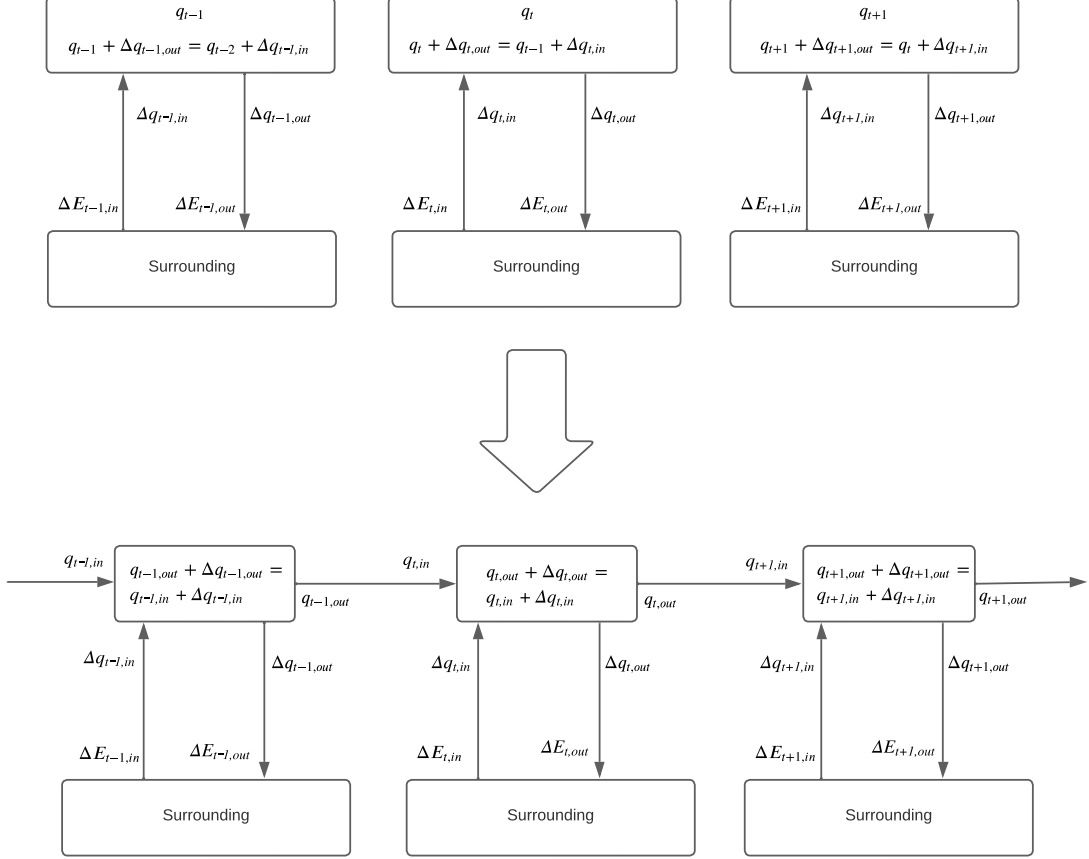 q_{t−1} q_t q_{t+1}
q_{t−1} + Δq_{t−1,out} = q_{t−2} + Δq_{t−1,in} q_t + Δq_{t,out} = q_{t−1} + Δq_{t,in} q_{t+1} + Δq_{t+1,out} = q_t + Δq_{t+1,in}
Δq_{t−1,in} Δq_{t−1,out} Δq_{t,in} Δq_{t,out} Δq_{t+1,in} Δq_{t+1,out}
ΔE_{t−1,in} ΔE_{t−1,out} ΔE_{t,in} ΔE_{t,out} ΔE_{t+1,in} ΔE_{t+1,out}
Surrounding Surrounding Surrounding
q_{t−1,in} q_{t,in} q_{t+1,in}
q_{t−1,out} + Δq_{t−1,out} = q_{t,out} + Δq_{t,out} = q_{t+1,out} + Δq_{t+1,out} =
q_{t−1,in} + Δq_{t−1,in} q_{t−1,out} q_{t,in} + Δq_{t,in} q_{t,out} q_{t+1,in} + Δq_{t+1,in} q_{t+1,out}
Δq_{t−1,in} Δq_{t−1,out} Δq_{t,in} Δq_{t,out} Δq_{t+1,in} Δq_{t+1,out}
ΔE_{t−1,in} ΔE_{t−1,out} ΔE_{t,in} ΔE_{t,out} ΔE_{t+1,in} ΔE_{t+1,out}
Surrounding Surrounding Surrounding